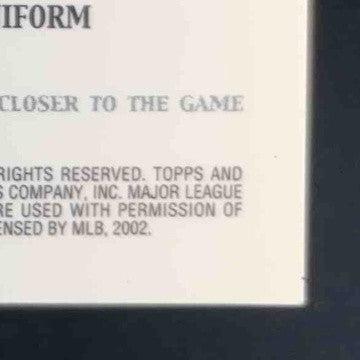 NIFORM
CLOSER TO THE GAME
RIGHTS RESERVED. TOPPS AND
S COMPANY, INC. MAJOR LEAGUE
RE USED WITH PERMISSION OF
ENSED BY MLB, 2002.